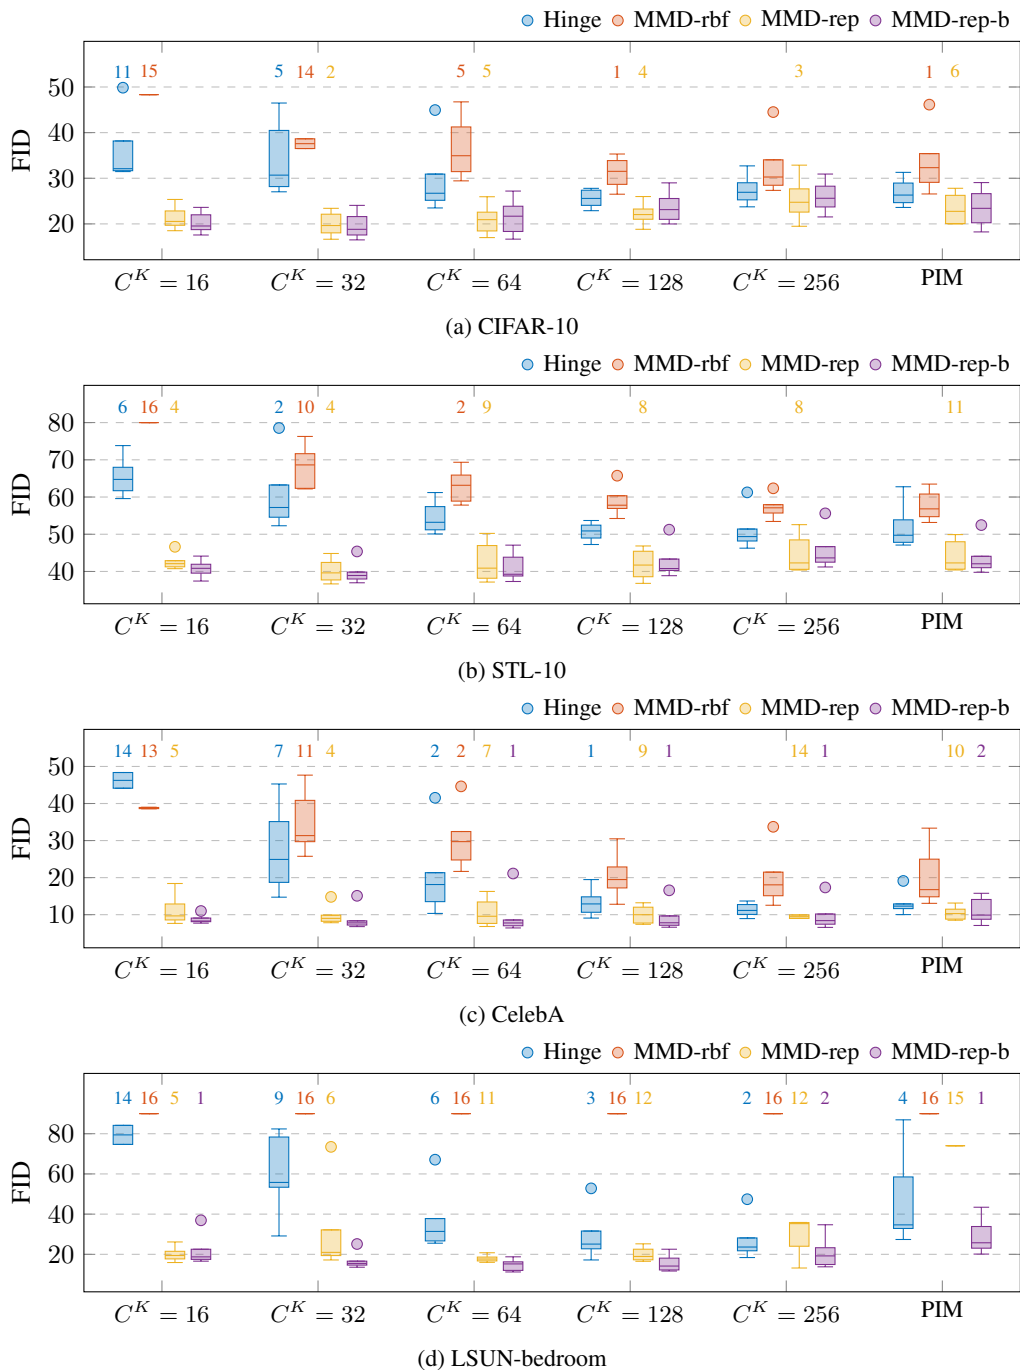 Hinge MMD-rbf MMD-rep MMD-rep-b
11 15 5 14 2 5 5 1 4 3 1 6
50
40
30
20
FID
C^K = 16 C^K = 32 C^K = 64 C^K = 128 C^K = 256 PIM
(a) CIFAR-10
Hinge MMD-rbf MMD-rep MMD-rep-b
6 16 4 2 10 4 2 9 8 8 11
80
70
60
50
40
FID
C^K = 16 C^K = 32 C^K = 64 C^K = 128 C^K = 256 PIM
(b) STL-10
Hinge MMD-rbf MMD-rep MMD-rep-b
14 13 5 7 11 4 2 2 7 1 1 9 1 14 1 10 2
50
40
30
20
10
FID
C^K = 16 C^K = 32 C^K = 64 C^K = 128 C^K = 256 PIM
(c) CelebA
Hinge MMD-rbf MMD-rep MMD-rep-b
14 16 5 1 9 16 6 6 16 11 3 16 12 2 16 12 2 4 16 15 1
80
60
40
20
FID
C^K = 16 C^K = 32 C^K = 64 C^K = 128 C^K = 256 PIM
(d) LSUN-bedroom